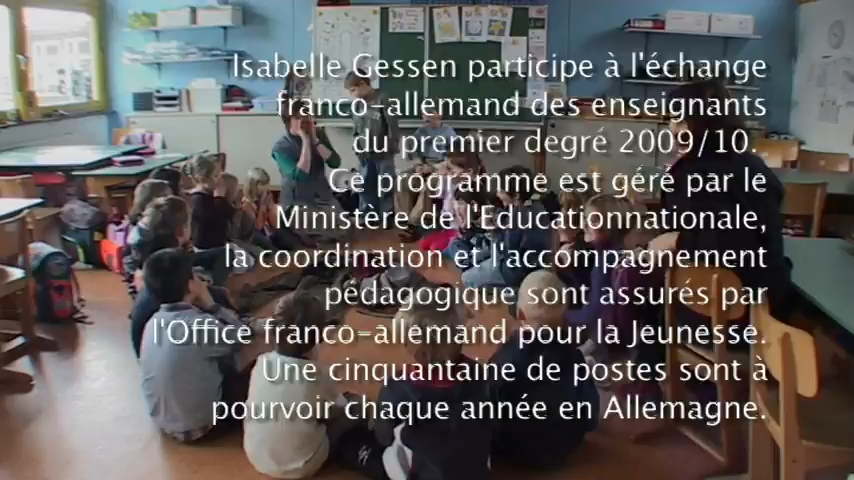 Isabelle Gessen participe à l'échange
franco-allemand des enseignants
du premier degré 2009/10.
Ce programme est géré par le
Ministère de l'Educationnationale,
la coordination et l'accompagnement
pédagogique sont assurés par
l'Office franco-allemand pour la Jeunesse.
Une cinquantaine de postes sont à
pourvoir chaque année en Allemagne.